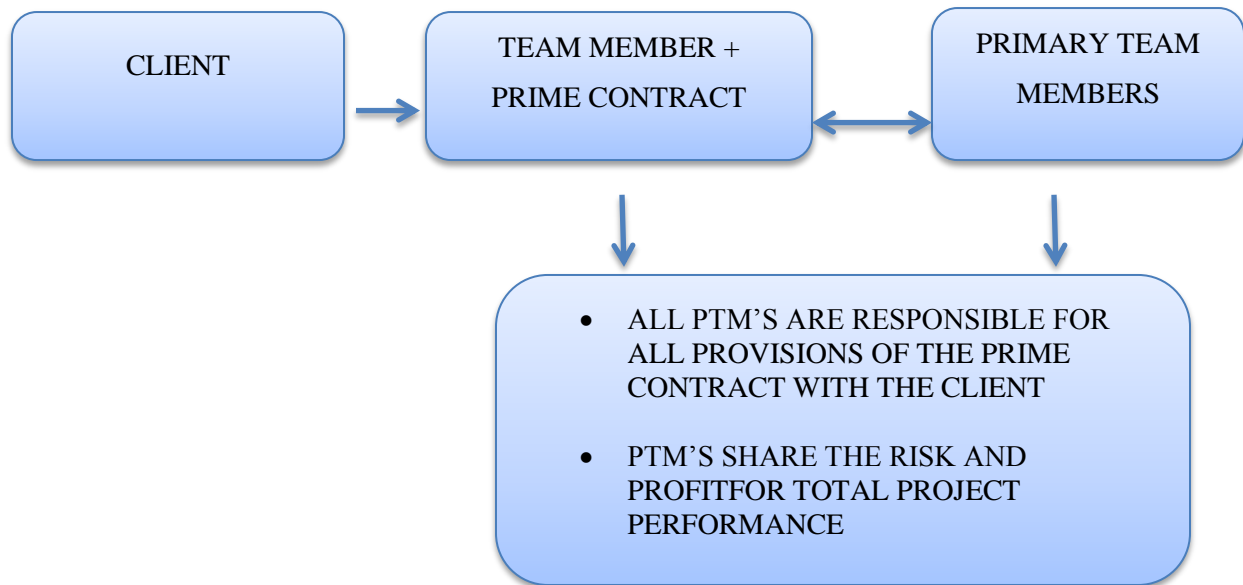 CLIENT
TEAM MEMBER +
PRIME CONTRACT
PRIMARY TEAM
MEMBERS
• ALL PTM’S ARE RESPONSIBLE FOR
ALL PROVISIONS OF THE PRIME
CONTRACT WITH THE CLIENT
• PTM’S SHARE THE RISK AND
PROFITFOR TOTAL PROJECT
PERFORMANCE